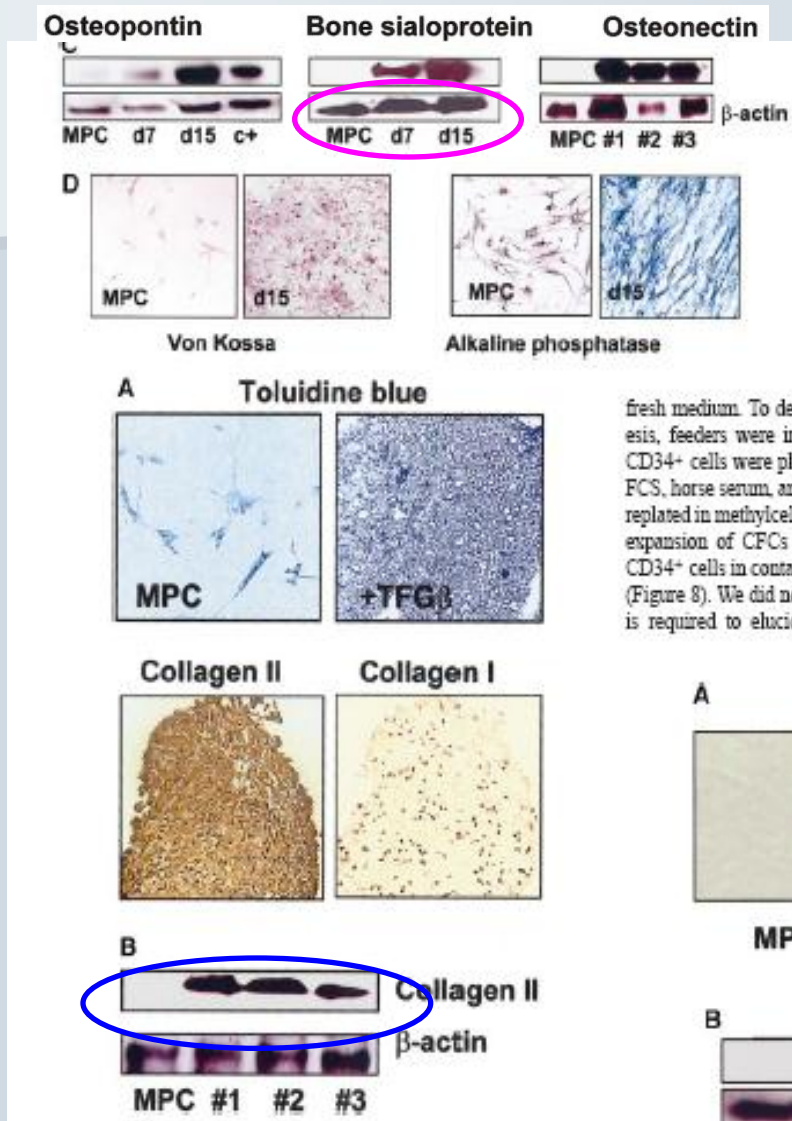 Osteopontin Bone sialoprotein Osteonectin
C
β-actin
MPC d7 d15 c+ MPC d7 d15 MPC #1 #2 #3
D
MPC d15 MPC d15
Von Kossa Alkaline phosphatase
A Toluidine blue
MPC +TFGβ
Collagen II Collagen I
B
Collagen II
β-actin
MPC #1 #2 #3
fresh medium. To de
esis, feeders were in
CD34+ cells were pl
FCS, horse serum, an
replated in methylcel
expansion of CFCs
CD34+ cells in conta
(Figure 8). We did no
is required to eluci
A
MP
B